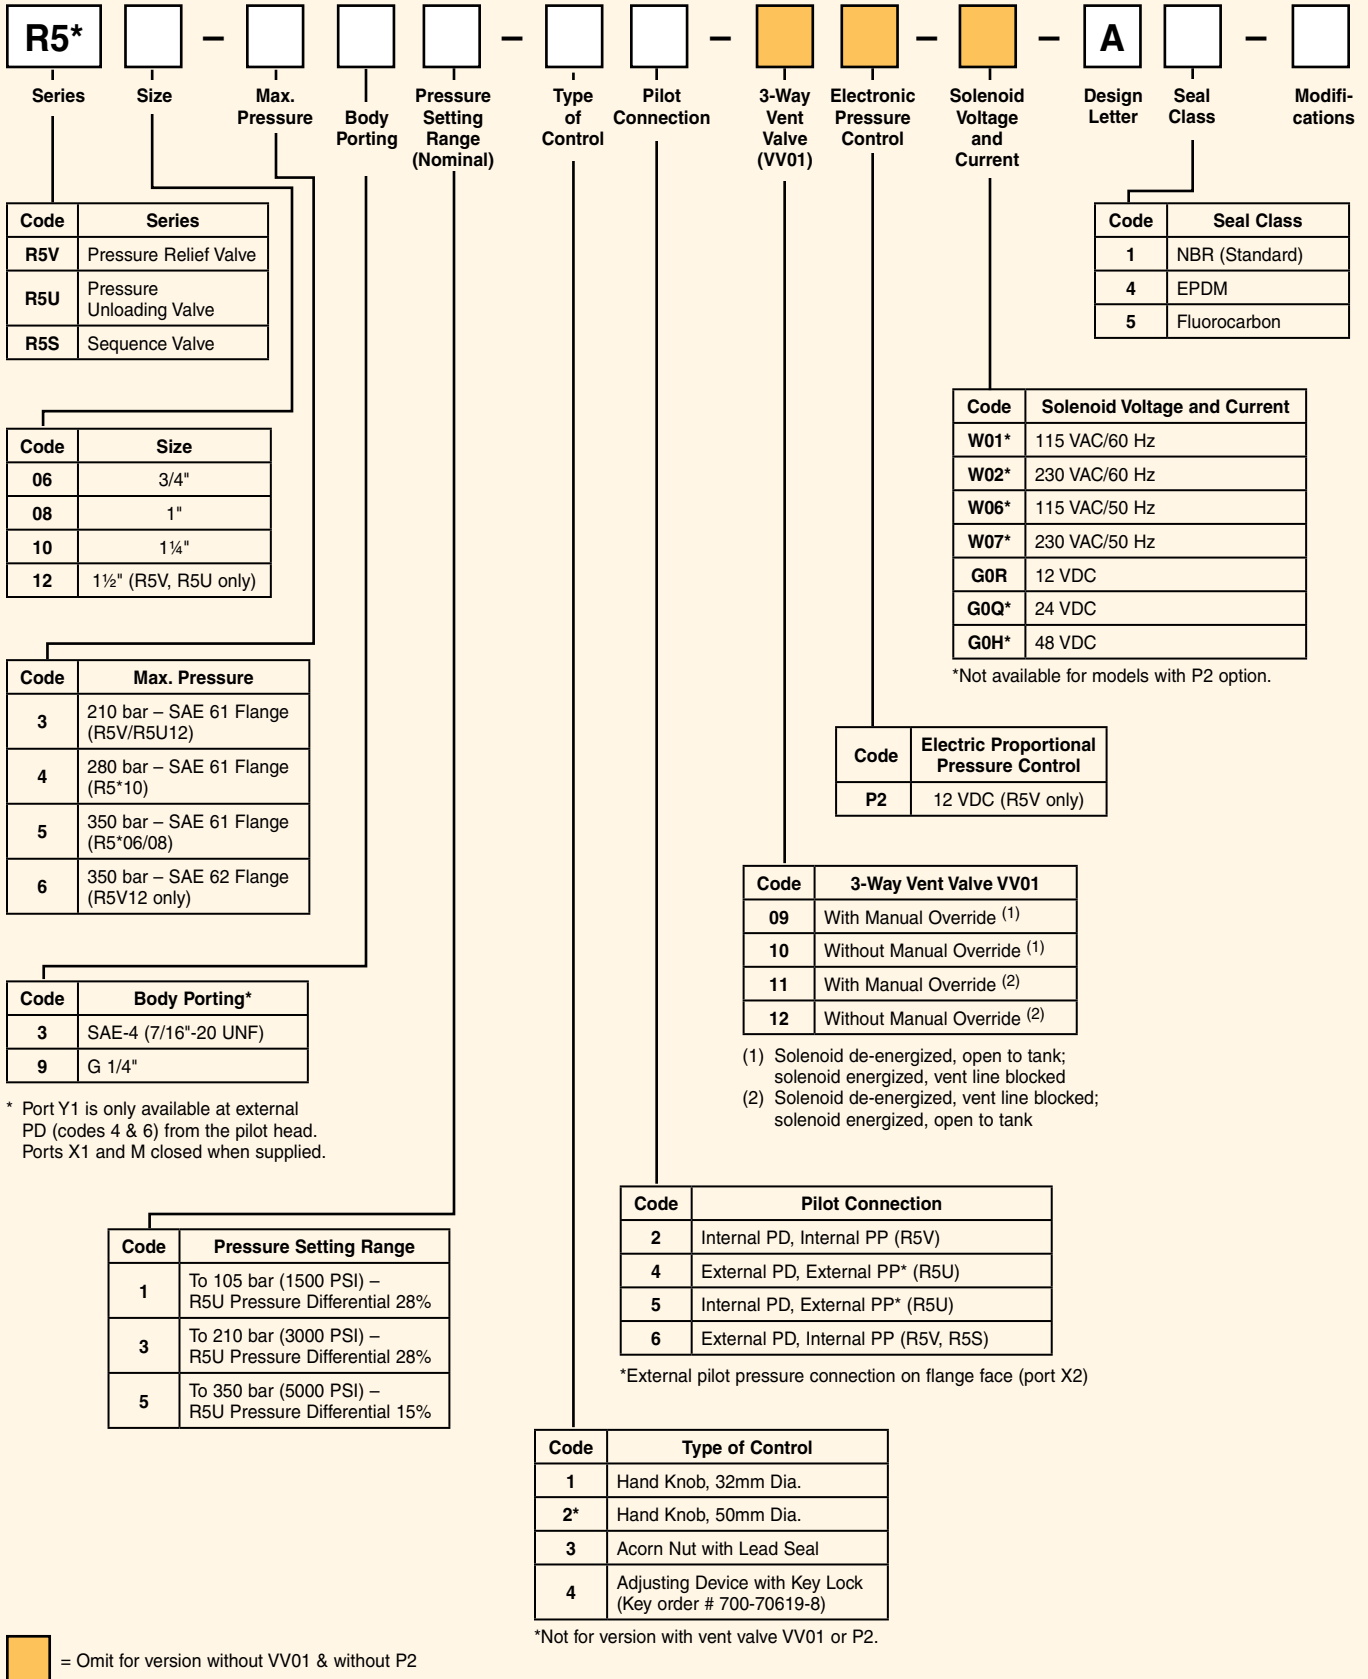 R5* – – – – – A –
Series
Size
Max.
Pressure
Body
Porting
Pressure
Setting
Range
(Nominal)
Type
of
Control
Pilot
Connection
3-Way
Vent
Valve
(VV01)
Electronic
Pressure
Control
Solenoid
Voltage
and
Current
Design
Letter
Seal
Class
Modifi-
cations
Code Series
R5V Pressure Relief Valve
R5U Pressure
Unloading Valve
R5S Sequence Valve
Code Seal Class
1 NBR (Standard)
4 EPDM
5 Fluorocarbon
Code Size
06 3/4"
08 1"
10 1¼"
12 1½" (R5V, R5U only)
Code Solenoid Voltage and Current
W01* 115 VAC/60 Hz
W02* 230 VAC/60 Hz
W06* 115 VAC/50 Hz
W07* 230 VAC/50 Hz
G0R 12 VDC
G0Q* 24 VDC
G0H* 48 VDC
*Not available for models with P2 option.
Code Max. Pressure
3 210 bar – SAE 61 Flange
(R5V/R5U12)
4 280 bar – SAE 61 Flange
(R5*10)
5 350 bar – SAE 61 Flange
(R5*06/08)
6 350 bar – SAE 62 Flange
(R5V12 only)
Code Electric Proportional
Pressure Control
P2 12 VDC (R5V only)
Code 3-Way Vent Valve VV01
09 With Manual Override (1)
10 Without Manual Override (1)
11 With Manual Override (2)
12 Without Manual Override (2)
(1) Solenoid de-energized, open to tank;
solenoid energized, vent line blocked
(2) Solenoid de-energized, vent line blocked;
solenoid energized, open to tank
Code Body Porting*
3 SAE-4 (7/16"-20 UNF)
9 G 1/4"
* Port Y1 is only available at external
PD (codes 4 & 6) from the pilot head.
Ports X1 and M closed when supplied.
Code Pilot Connection
2 Internal PD, Internal PP (R5V)
4 External PD, External PP* (R5U)
5 Internal PD, External PP* (R5U)
6 External PD, Internal PP (R5V, R5S)
*External pilot pressure connection on flange face (port X2)
Code Pressure Setting Range
1 To 105 bar (1500 PSI) –
R5U Pressure Differential 28%
3 To 210 bar (3000 PSI) –
R5U Pressure Differential 28%
5 To 350 bar (5000 PSI) –
R5U Pressure Differential 15%
Code Type of Control
1 Hand Knob, 32mm Dia.
2* Hand Knob, 50mm Dia.
3 Acorn Nut with Lead Seal
4 Adjusting Device with Key Lock
(Key order # 700-70619-8)
*Not for version with vent valve VV01 or P2.
= Omit for version without VV01 & without P2